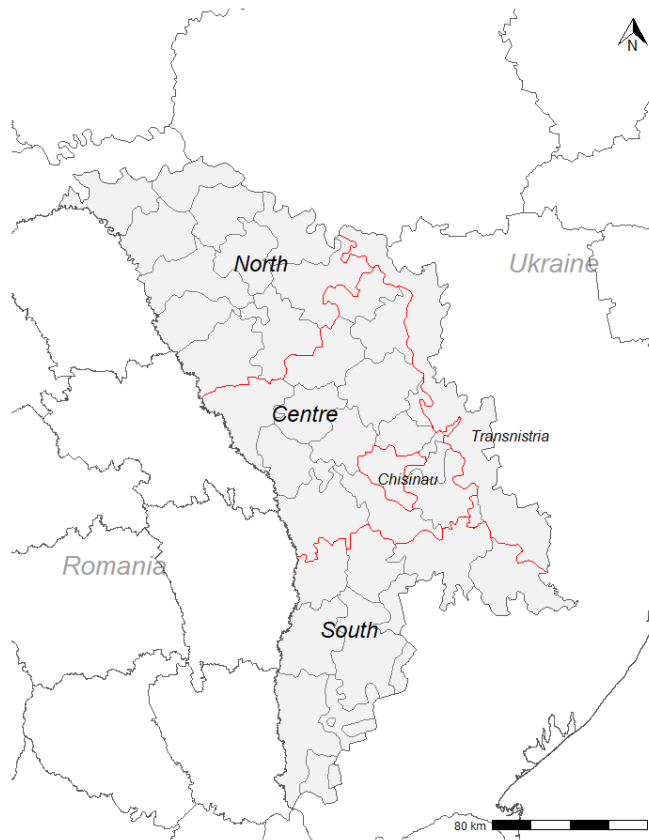 N
North
Ukraine
Centre
Transnistria
Chisinau
Romania
South
80 km